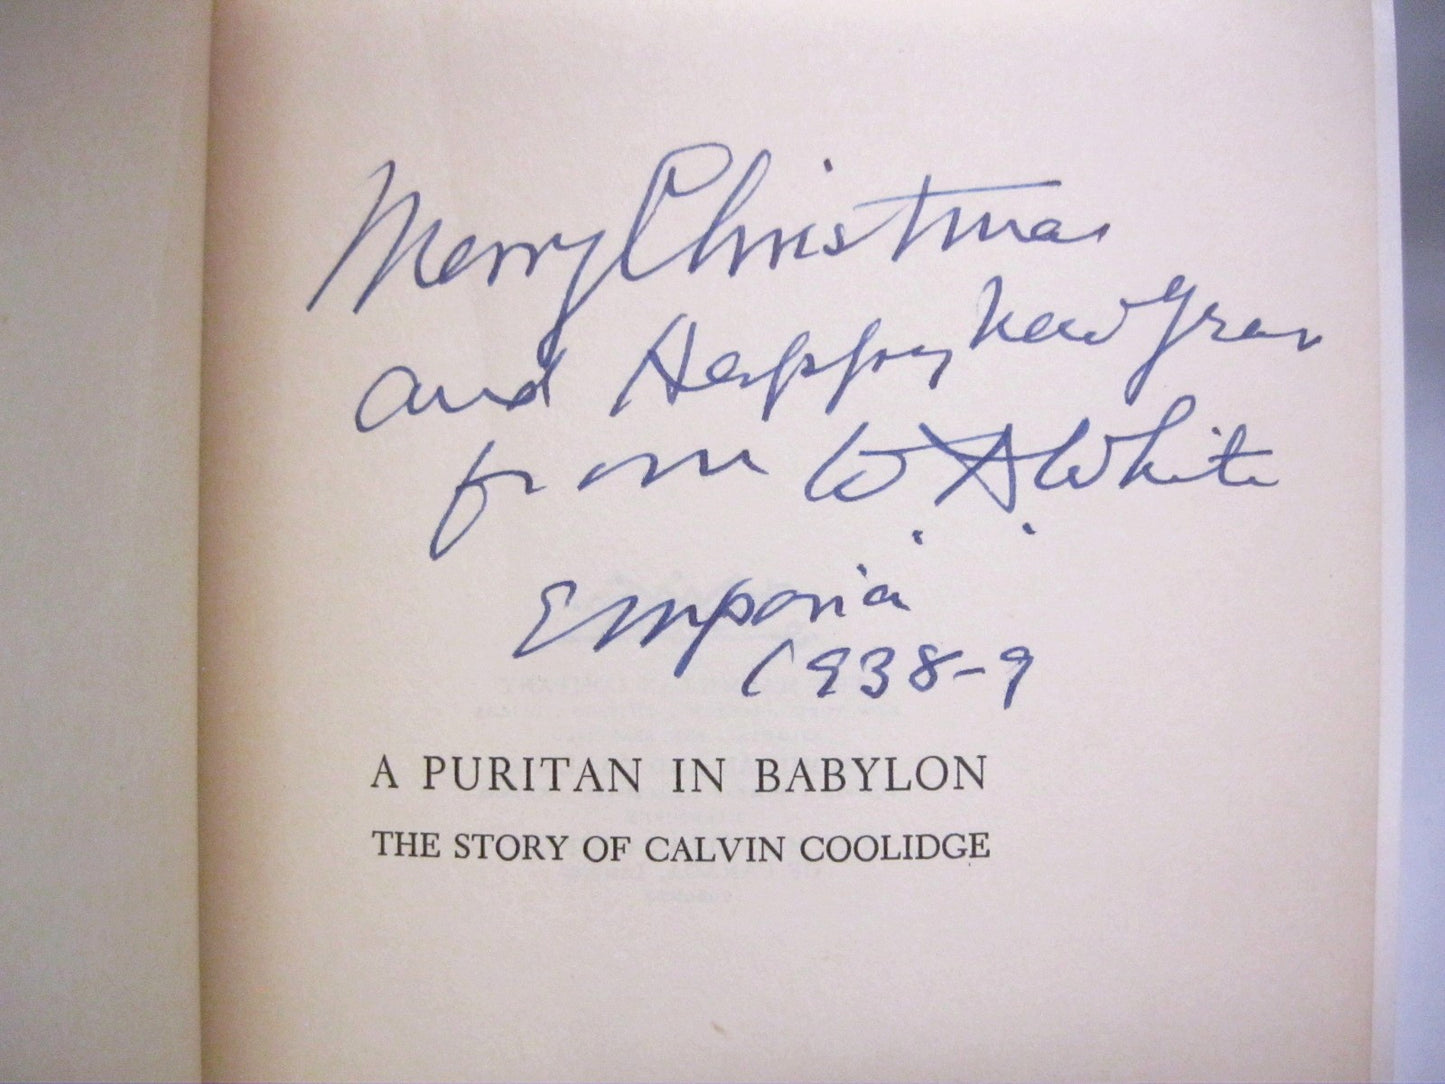 Merry Christmas
and Happy New Year
from W. A. White
Emporia
1938-9
A PURITAN IN BABYLON
THE STORY OF CALVIN COOLIDGE